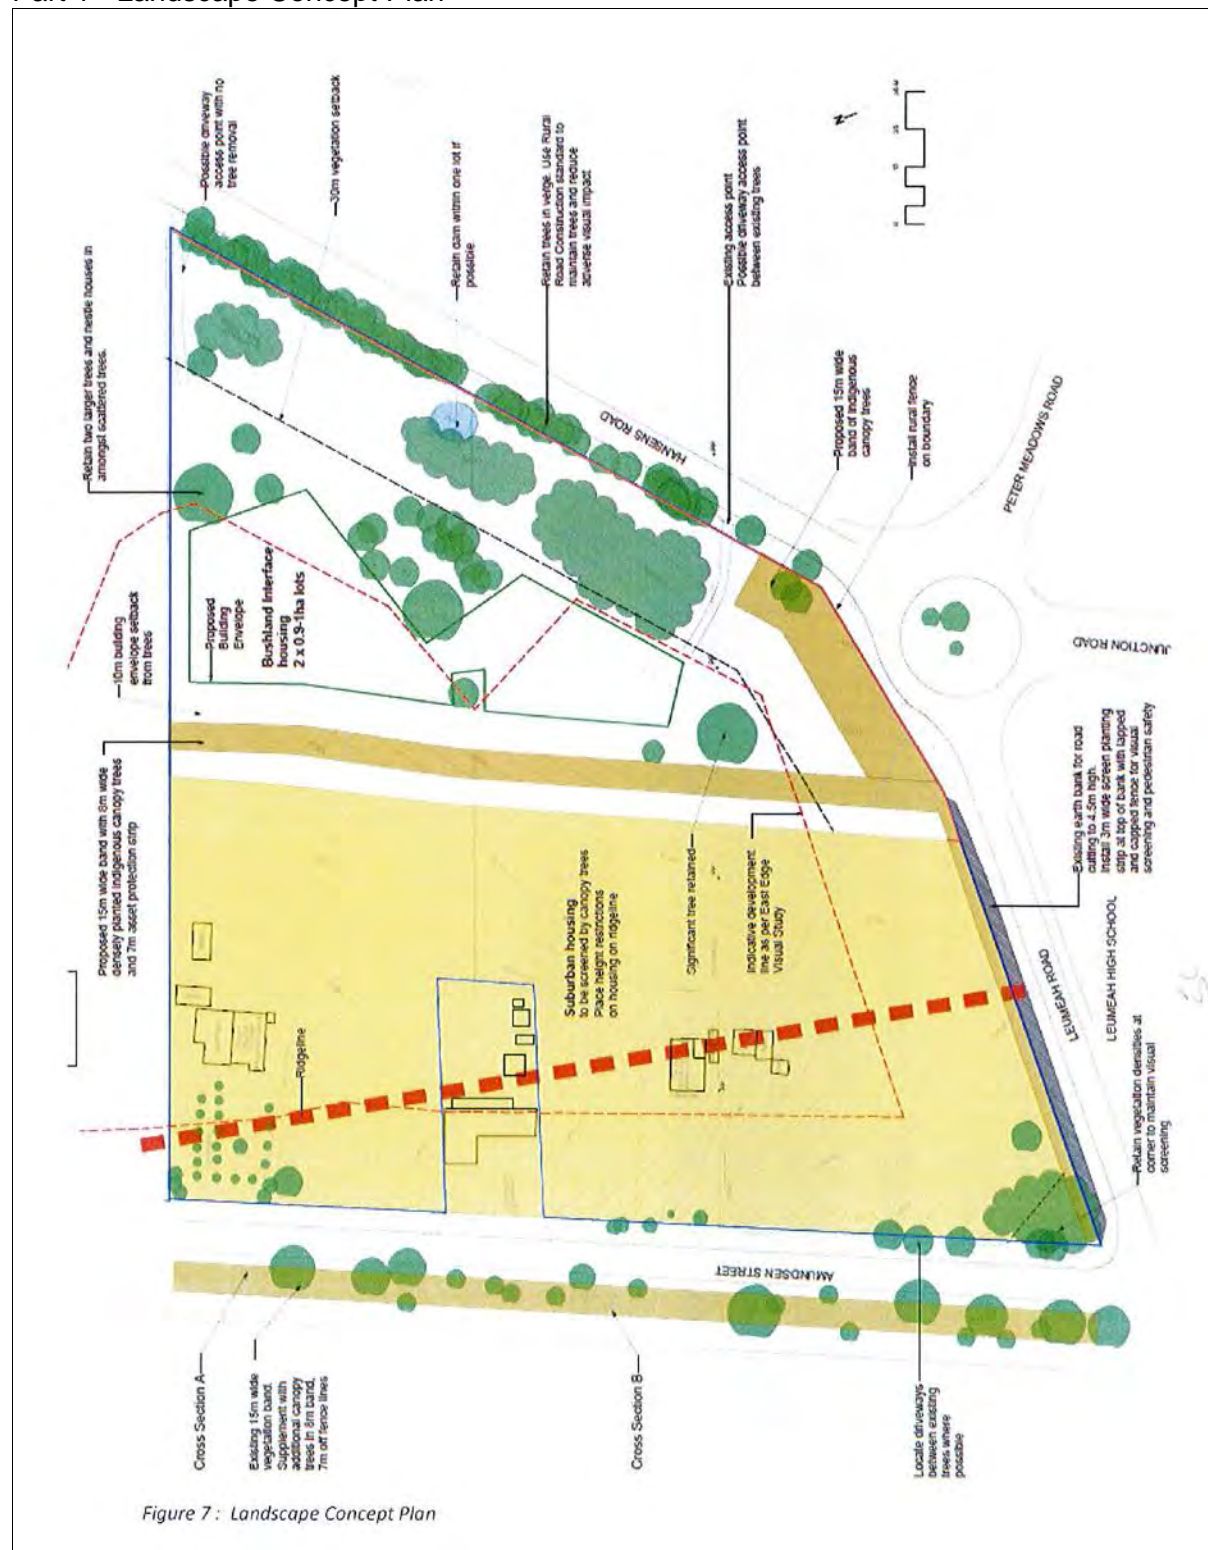 Possible driveway
access point with no
tree removal
30m vegetation setback
Retain two larger trees and nestle houses in
amongst scattered trees.
Retain dam within one lot if
possible
Retain trees in verge. Use Rural
Road Construction standard to
maintain trees and reduce
adverse visual impact
Existing access point
Possible driveway access point
between existing trees
N
HANSENS ROAD
Proposed 15m wide
band of indigenous
canopy trees
Install rural fence
on boundary
PETER MEADOWS ROAD
JUNCTION ROAD
10m building
envelope setback
from trees
Proposed
Building
Envelope
Bushland Interface
housing
2 x 0.9-1ha lots
Proposed 15m wide band with 8m wide
densely planted indigenous canopy trees
and 7m asset protection strip
Existing earth bank for road
cutting to 4.5m high.
Install 3m wide screen planting
strip at top of bank with lapped
and capped fence for visual
screening and pedestrian safety
Suburban housing
to be screened by canopy trees
Place height restrictions
on housing on ridgeline
Significant tree retained
Indicative development
line as per East Edge
Visual Study
Ridgeline
LEUMEAH ROAD
LEUMEAH HIGH SCHOOL
Retain vegetation densities at
corner to maintain visual
screening
AMUNDSEN STREET
Cross Section A
Existing 15m wide
vegetation band.
Supplement with
additional canopy
trees in 8m band,
7m off fence lines
Cross Section B
Locate driveways
between existing
trees where
possible
Figure 7 : Landscape Concept Plan